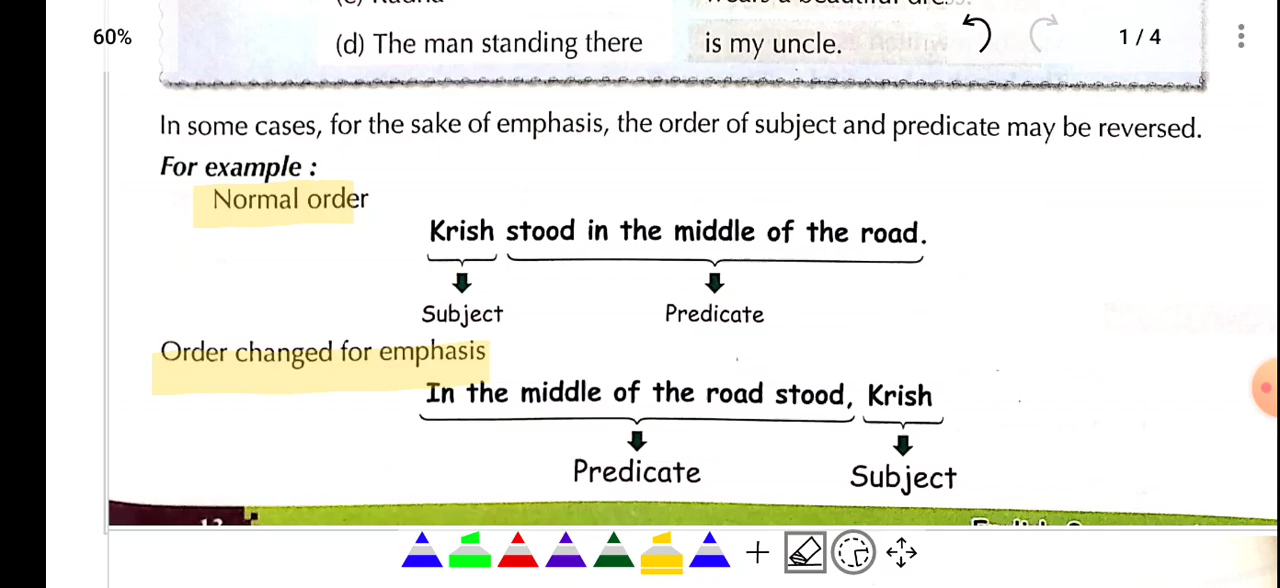 60%
(d) The man standing there is my uncle.
1 / 4
In some cases, for the sake of emphasis, the order of subject and predicate may be reversed.
For example :
Normal order
Krish stood in the middle of the road.
Subject Predicate
Order changed for emphasis
In the middle of the road stood, Krish
Predicate Subject